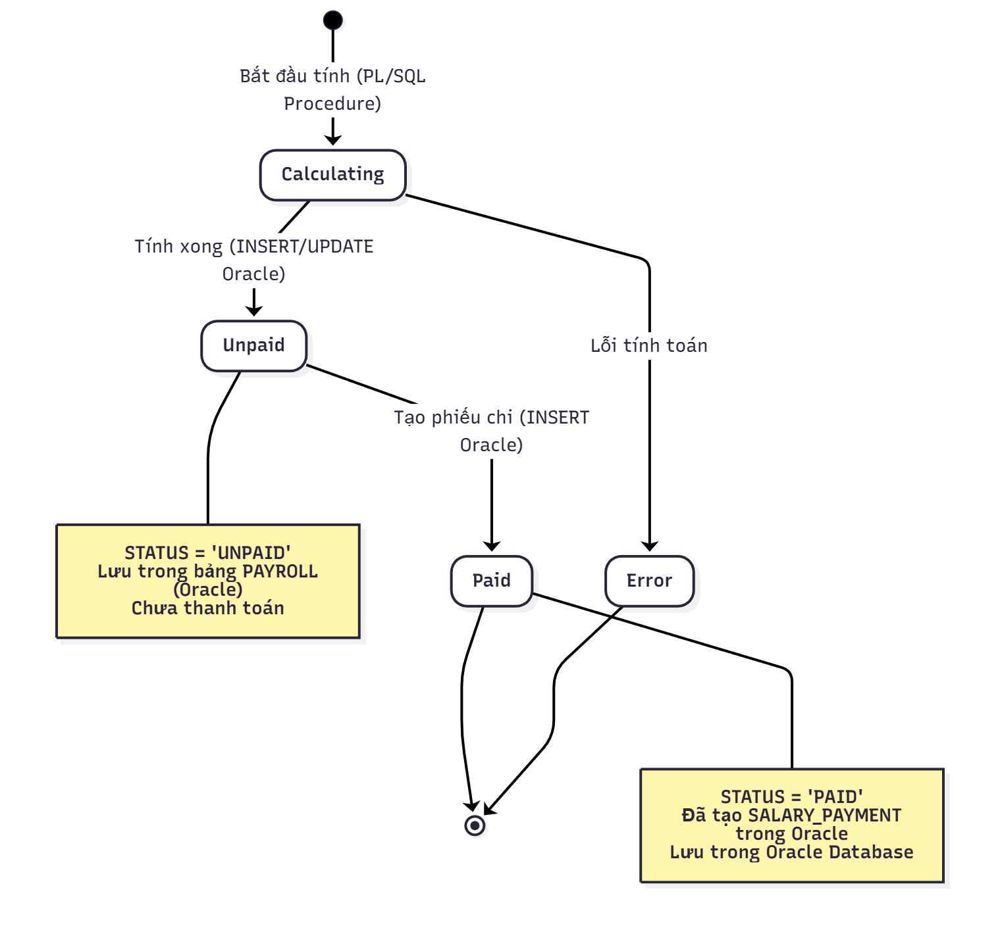 Bắt đầu tính (PL/SQL
Procedure)
Calculating
Tính xong (INSERT/UPDATE
Oracle)
Unpaid
Lỗi tính toán
Tạo phiếu chi (INSERT
Oracle)
STATUS = 'UNPAID'
Lưu trong bảng PAYROLL
(Oracle)
Chưa thanh toán
Paid
Error
STATUS = 'PAID'
Đã tạo SALARY_PAYMENT
trong Oracle
Lưu trong Oracle Database